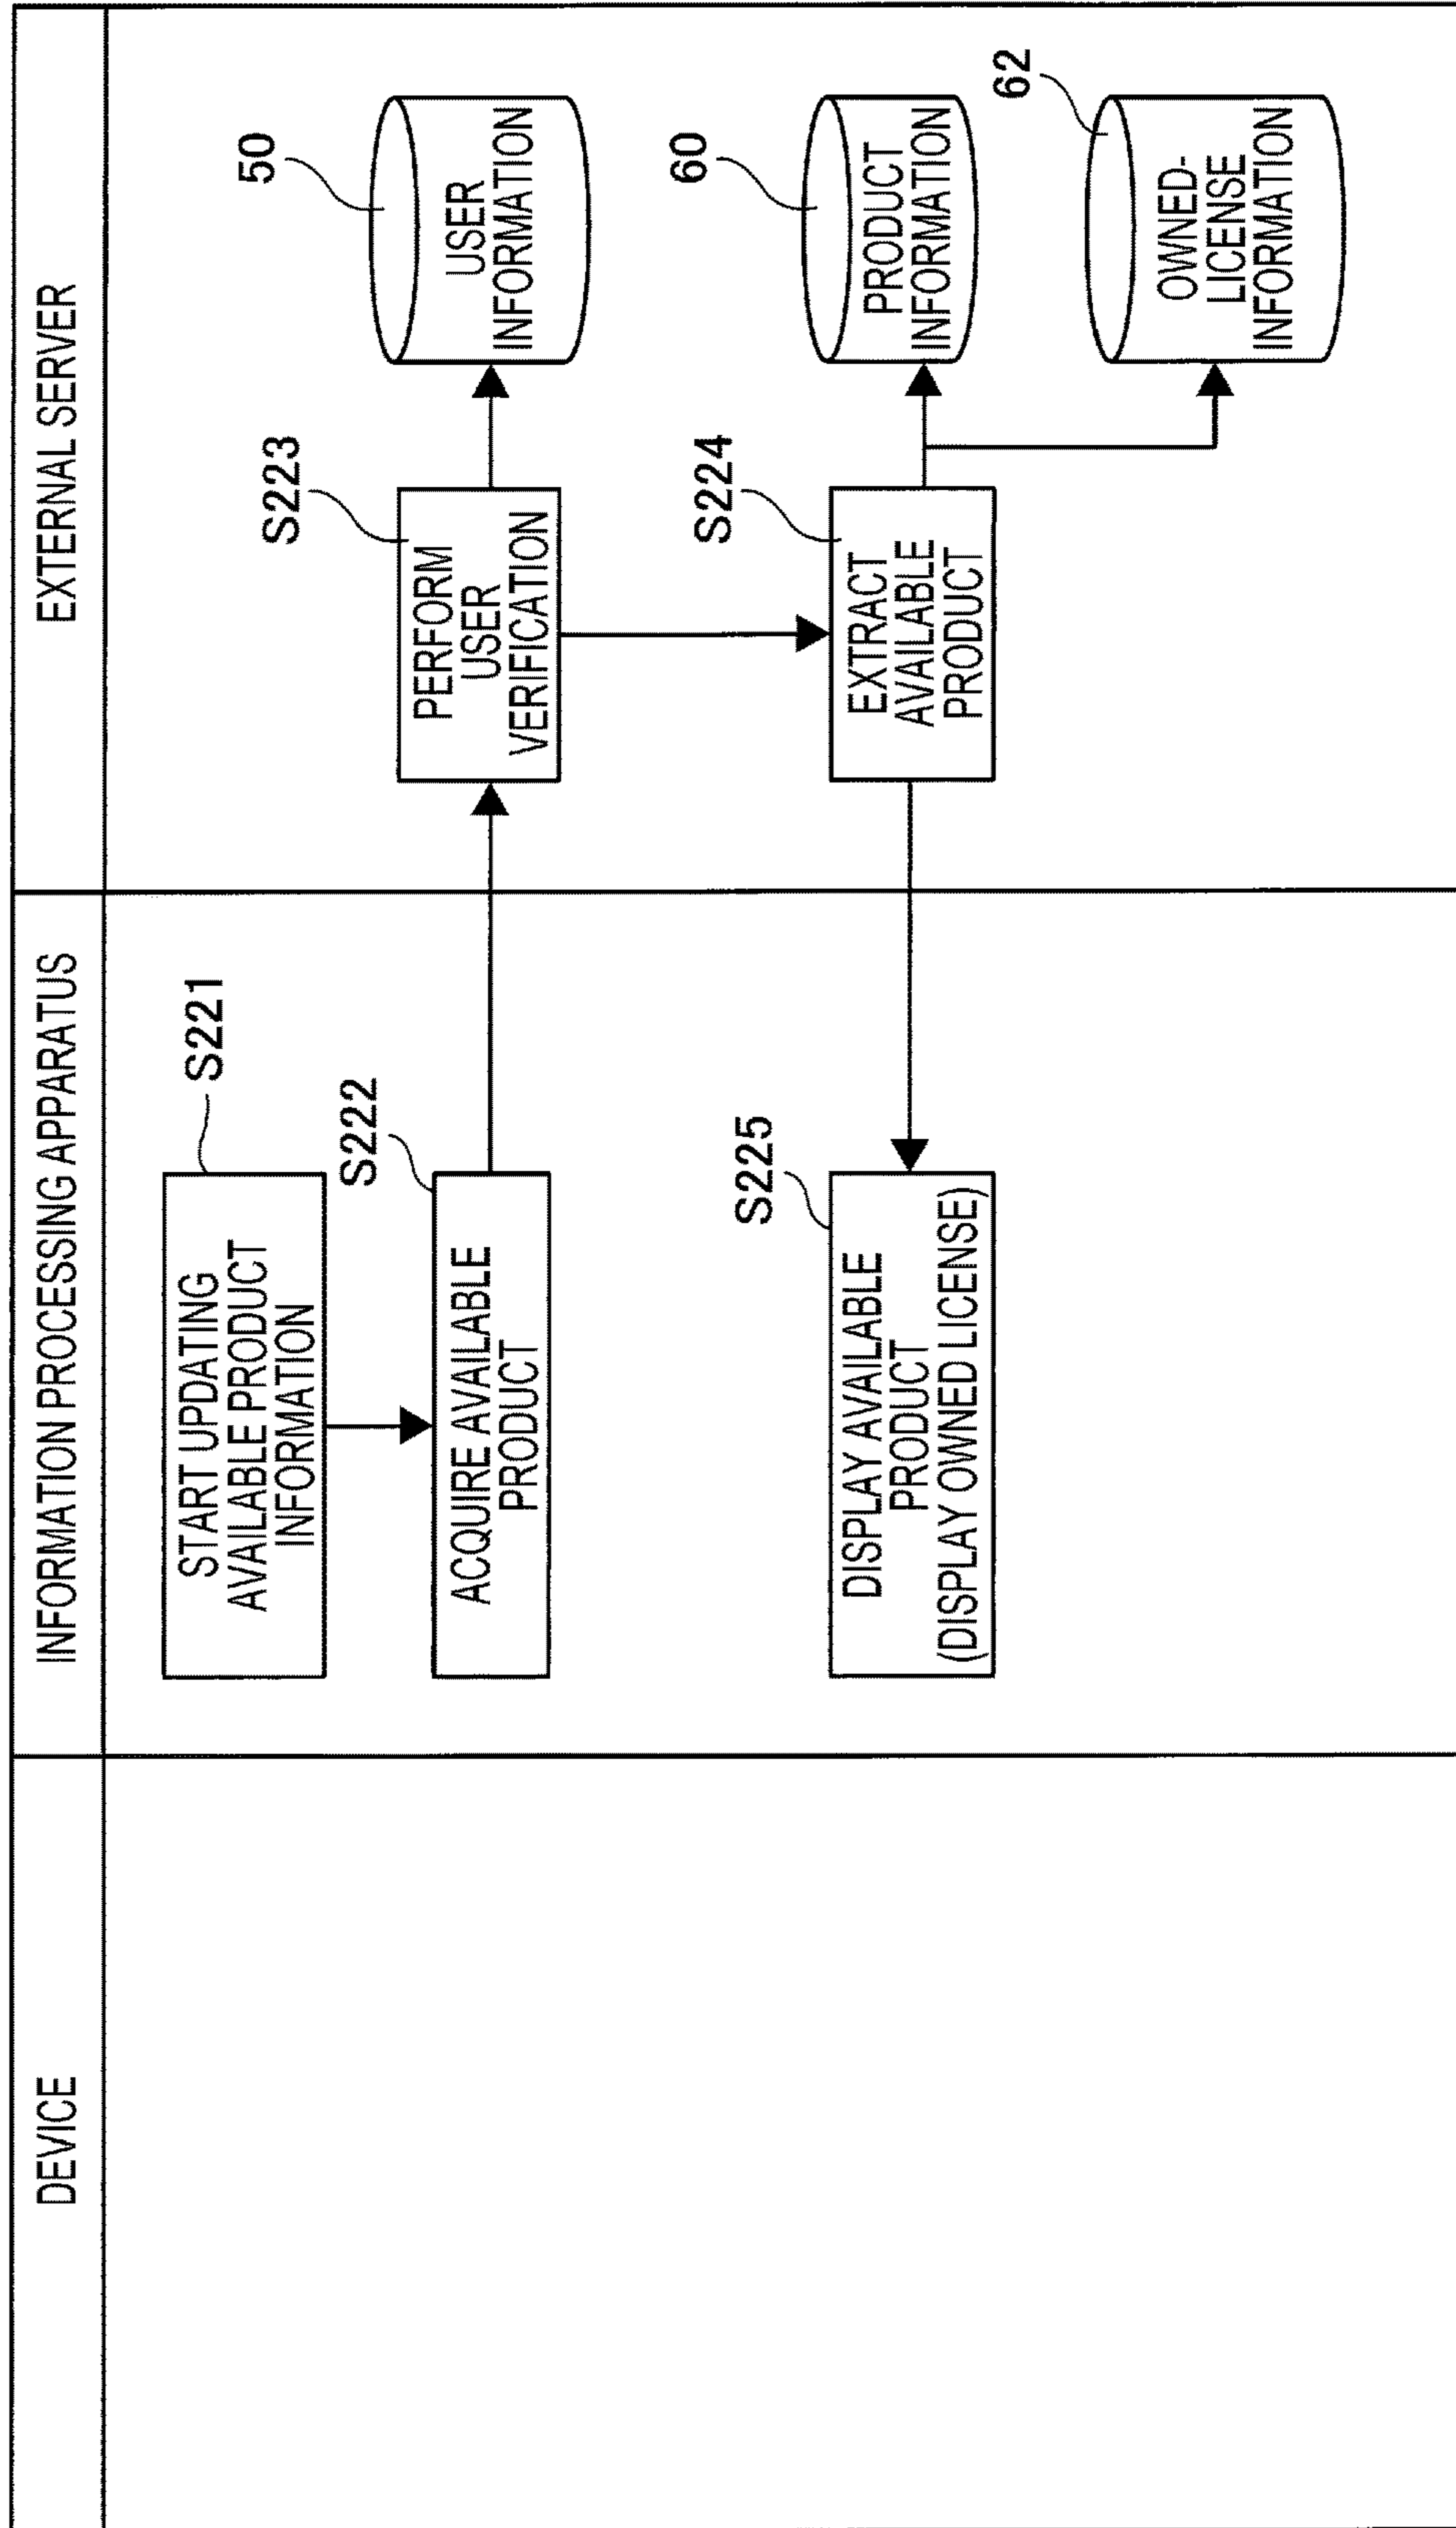 DEVICE
INFORMATION PROCESSING APPARATUS
EXTERNAL SERVER
S221
START UPDATING
AVAILABLE PRODUCT
INFORMATION
S222
ACQUIRE AVAILABLE
PRODUCT
S223
PERFORM
USER
VERIFICATION
50
USER
INFORMATION
S224
EXTRACT
AVAILABLE
PRODUCT
60
PRODUCT
INFORMATION
62
OWNED-
LICENSE
INFORMATION
S225
DISPLAY AVAILABLE
PRODUCT
(DISPLAY OWNED LICENSE)